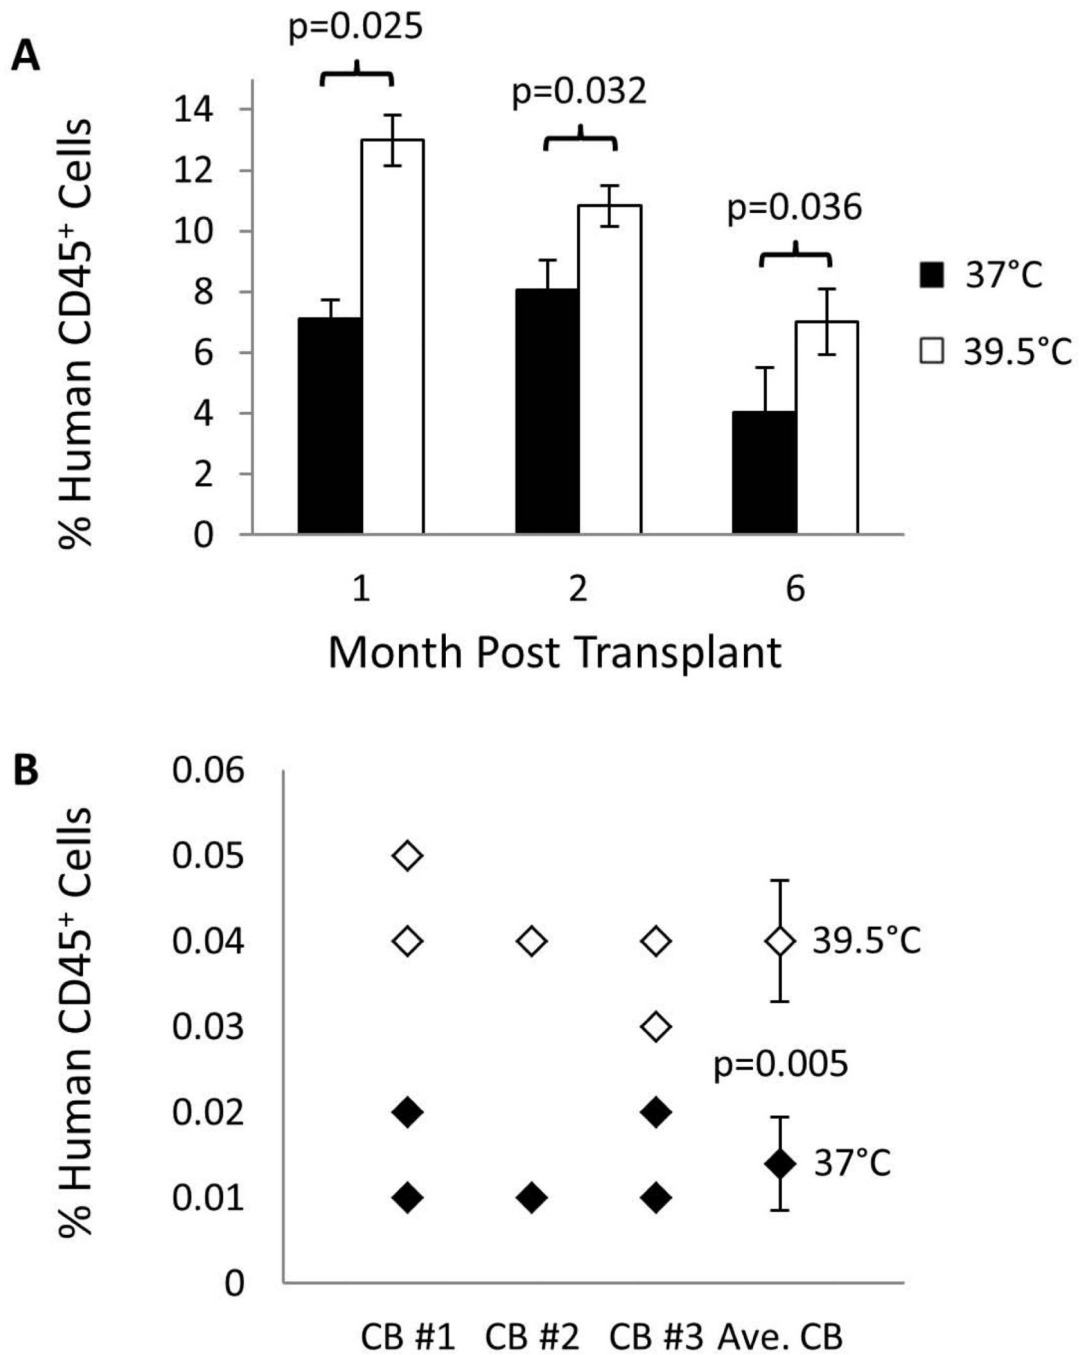 A
p=0.025
p=0.032
p=0.036
% Human CD45⁺ Cells
14
12
10
8
6
4
2
0
37°C
39.5°C
1 2 6
Month Post Transplant
B
% Human CD45⁺ Cells
0.06
0.05
0.04
0.03
0.02
0.01
0
39.5°C
p=0.005
37°C
CB #1 CB #2 CB #3 Ave. CB